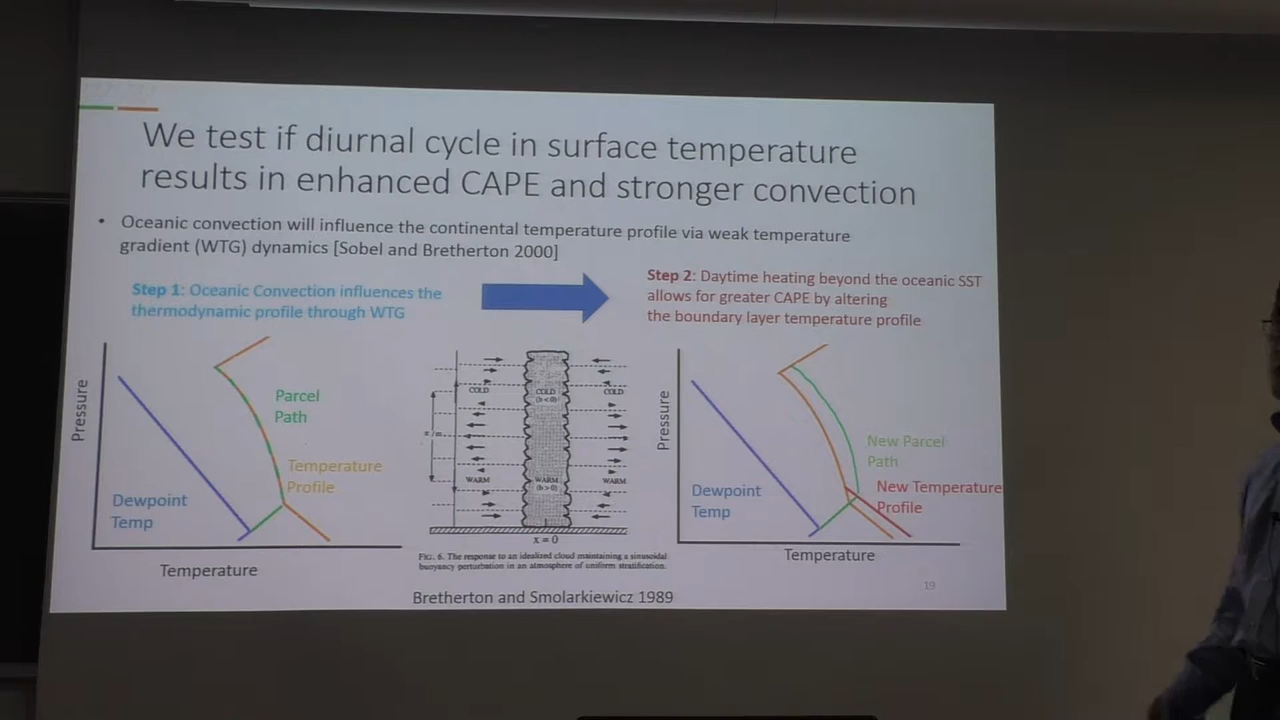 We test if diurnal cycle in surface temperature
results in enhanced CAPE and stronger convection
• Oceanic convection will influence the continental temperature profile via weak temperature
gradient (WTG) dynamics [Sobel and Bretherton 2000]
Step 1: Oceanic Convection influences the
thermodynamic profile through WTG
Step 2: Daytime heating beyond the oceanic SST
allows for greater CAPE by altering
the boundary layer temperature profile
Pressure
Parcel
Path
Temperature
Profile
Dewpoint
Temp
Temperature
COLD
COLD
(b<0)
COLD
WARM
WARM
(b>0)
WARM
x = 0
FIG. 6. The response to an idealized cloud maintaining a sinusoidal
buoyancy perturbation in an atmosphere of uniform stratification.
Bretherton and Smolarkiewicz 1989
Pressure
New Parcel
Path
New Temperature
Profile
Dewpoint
Temp
Temperature
19